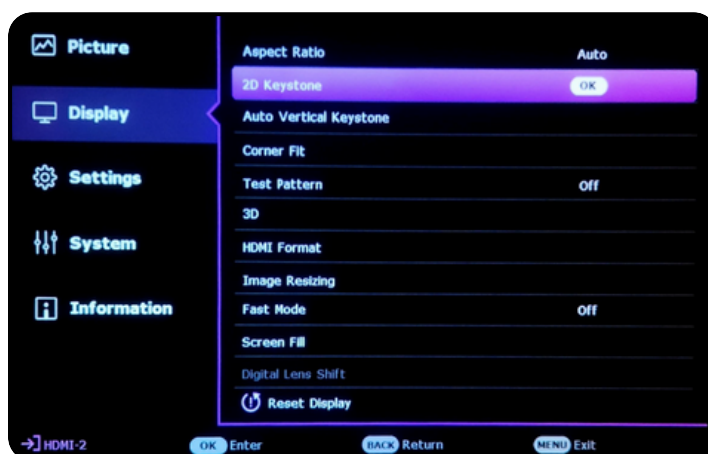 Picture
Display
Settings
System
Information
Aspect Ratio Auto
2D Keystone OK
Auto Vertical Keystone
Corner Fit
Test Pattern Off
3D
HDMI Format
Image Resizing
Fast Mode Off
Screen Fill
Digital Lens Shift
Reset Display
HDMI-2 OK Enter BACK Return MENU Exit